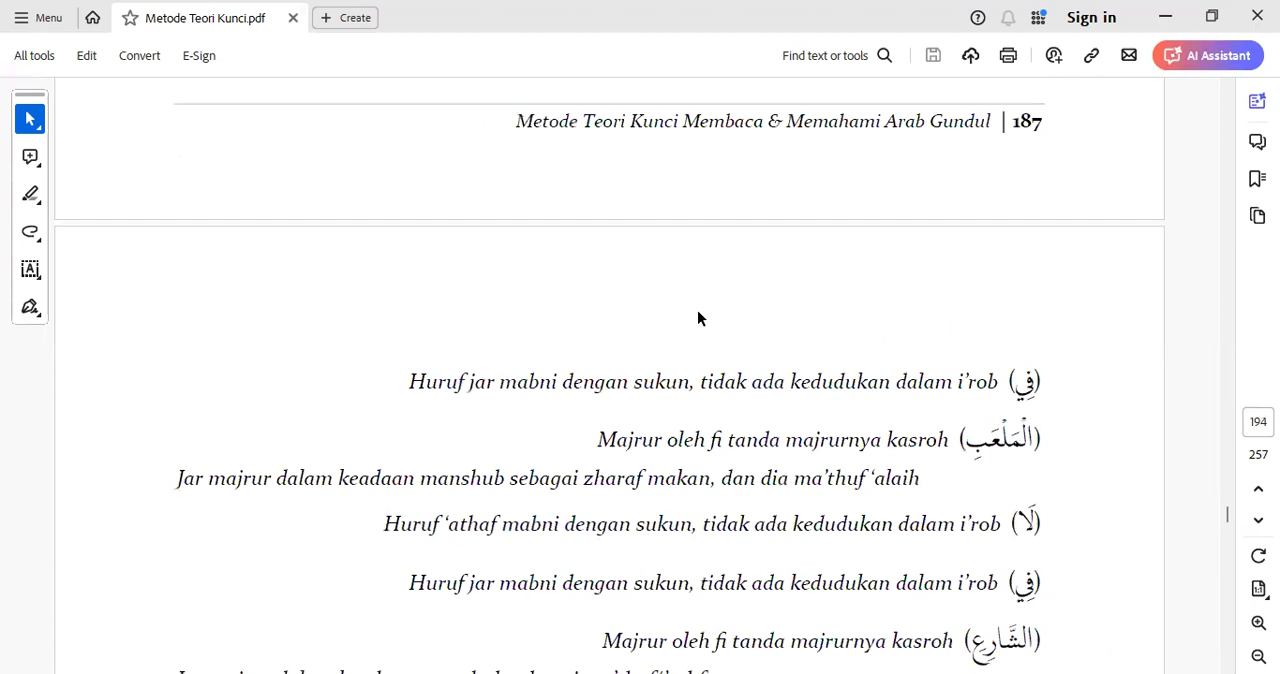 Menu
Metode Teori Kunci.pdf
Create
Sign in
All tools
Edit
Convert
E-Sign
Find text or tools
AI Assistant
Metode Teori Kunci Membaca & Memahami Arab Gundul | 187
Huruf jar mabni dengan sukun, tidak ada kedudukan dalam i’rob (فِي)
Majrur oleh fi tanda majrurnya kasroh (الْمَلْعَبِ)
Jar majrur dalam keadaan manshub sebagai zharaf makan, dan dia ma’thuf ‘alaih
Huruf ‘athaf mabni dengan sukun, tidak ada kedudukan dalam i’rob (لَا)
Huruf jar mabni dengan sukun, tidak ada kedudukan dalam i’rob (فِي)
Majrur oleh fi tanda majrurnya kasroh (الشَّارِعِ)
194
257